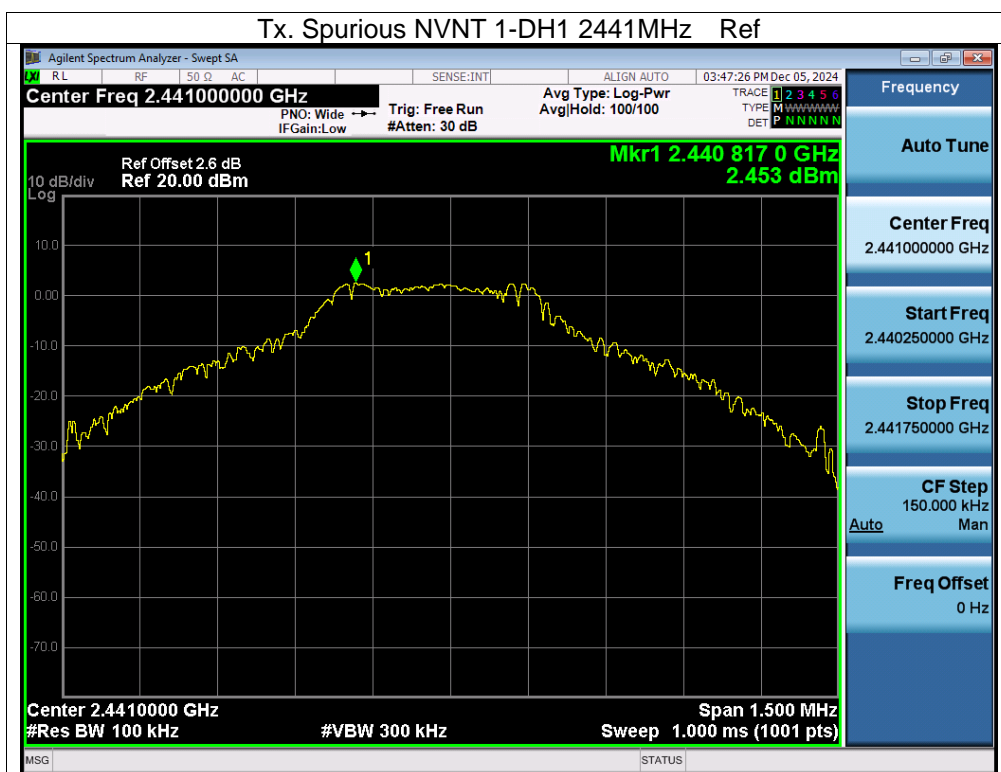 Tx. Spurious NVNT 1-DH1 2441MHz Ref
Agilent Spectrum Analyzer - Swept SA
LXI RL RF 50 Ω AC SENSE:INT ALIGN AUTO 03:47:26 PM Dec 05, 2024
Center Freq 2.441000000 GHz
PNO: Wide
IFGain:Low
Trig: Free Run
#Atten: 30 dB
Avg Type: Log-Pwr
Avg|Hold: 100/100
TRACE 1 2 3 4 5 6
TYPE M WWWWW
DET P N N N N N
Ref Offset 2.6 dB
Ref 20.00 dBm
10 dB/div
Log
Mkr1 2.440 817 0 GHz
2.453 dBm
1
10.0
0.00
-10.0
-20.0
-30.0
-40.0
-50.0
-60.0
-70.0
Center 2.4410000 GHz
Span 1.500 MHz
#Res BW 100 kHz
#VBW 300 kHz
Sweep 1.000 ms (1001 pts)
MSG
STATUS
Frequency
Auto Tune
Center Freq
2.441000000 GHz
Start Freq
2.440250000 GHz
Stop Freq
2.441750000 GHz
CF Step
150.000 kHz
Auto Man
Freq Offset
0 Hz